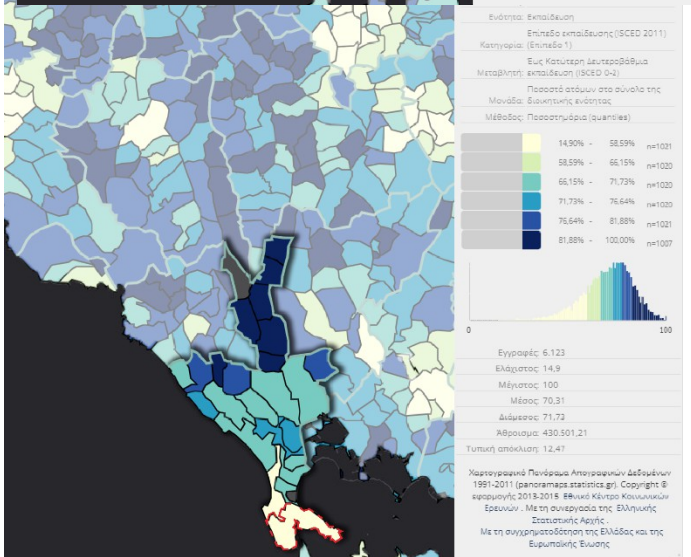 Ενότητα: Εκπαίδευση
Επίπεδο εκπαίδευσης (ISCED 2011)
Κατηγορία: (Επίπεδο 1)
Έως Κατώτερη Δευτεροβάθμια
Μεταβλητή: εκπαίδευση (ISCED 0-2)
Ποσοστό ατόμων στο σύνολο της
Μονάδα: διοικητικής ενότητας
Μέθοδος: Ποσοστημόρια (quantiles)
14,90% - 58,59% n=1021
58,59% - 66,15% n=1020
66,15% - 71,73% n=1020
71,73% - 76,64% n=1020
76,64% - 81,88% n=1021
81,88% - 100,00% n=1007
0 100
Εγγραφές: 6.123
Ελάχιστος: 14,9
Μέγιστος: 100
Μέσος: 70,31
Διάμεσος: 71,73
Άθροισμα: 430.501,21
Τυπική απόκλιση: 12,47
Χαρτογραφικό Πανόραμα Απογραφικών Δεδομένων
1991-2011 (panoramaps.statistics.gr). Copyright ©
εφαρμογής 2013-2015 Εθνικό Κέντρο Κοινωνικών
Ερευνών . Με τη συνεργασία της Ελληνικής
Στατιστικής Αρχής .
Με τη συγχρηματοδότηση της Ελλάδας και της
Ευρωπαϊκής Ένωσης